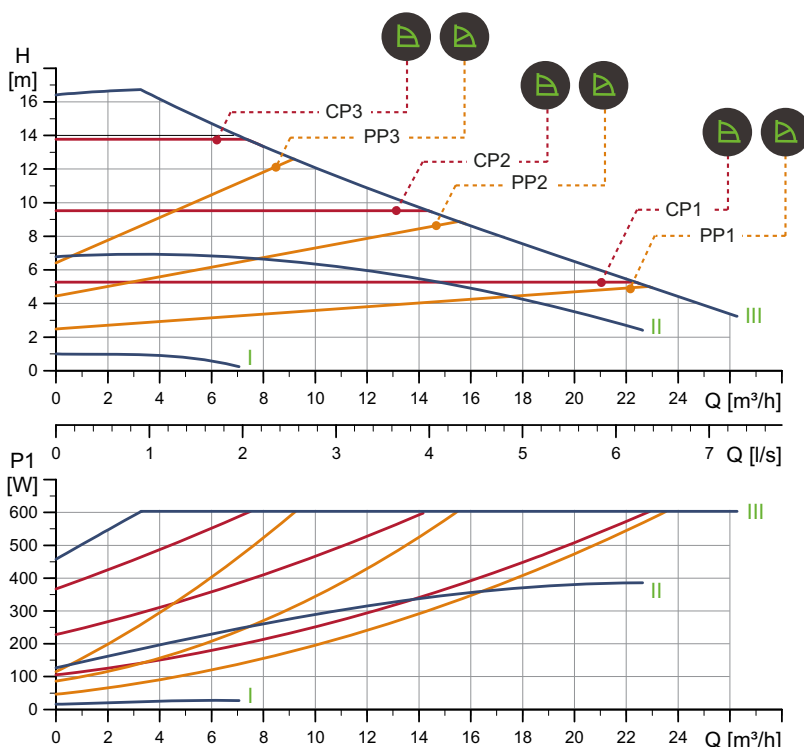 H
[m]
16
14
12
10
8
6
4
2
0
CP3
PP3
CP2
PP2
CP1
PP1
III
II
I
0 2 4 6 8 10 12 14 16 18 20 22 24
Q [m³/h]
0 1 2 3 4 5 6 7 Q [l/s]
P1
[W]
600
500
400
300
200
100
0
III
II
I
0 2 4 6 8 10 12 14 16 18 20 22 24
Q [m³/h]